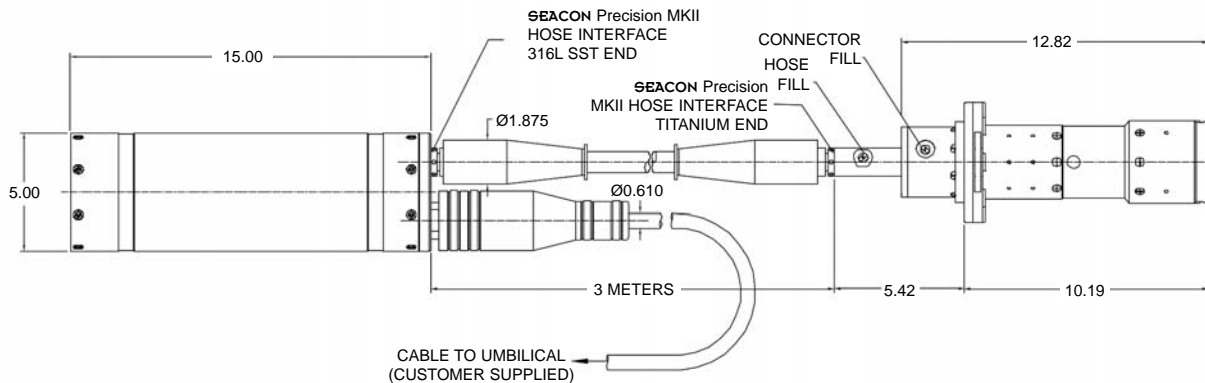 SEACON Precision MKII
HOSE INTERFACE
316L SST END
15.00
CONNECTOR
FILL
HOSE
FILL
12.82
SEACON Precision
MKII HOSE INTERFACE
TITANIUM END
Ø1.875
5.00
Ø0.610
3 METERS
5.42
10.19
CABLE TO UMBILICAL
(CUSTOMER SUPPLIED)